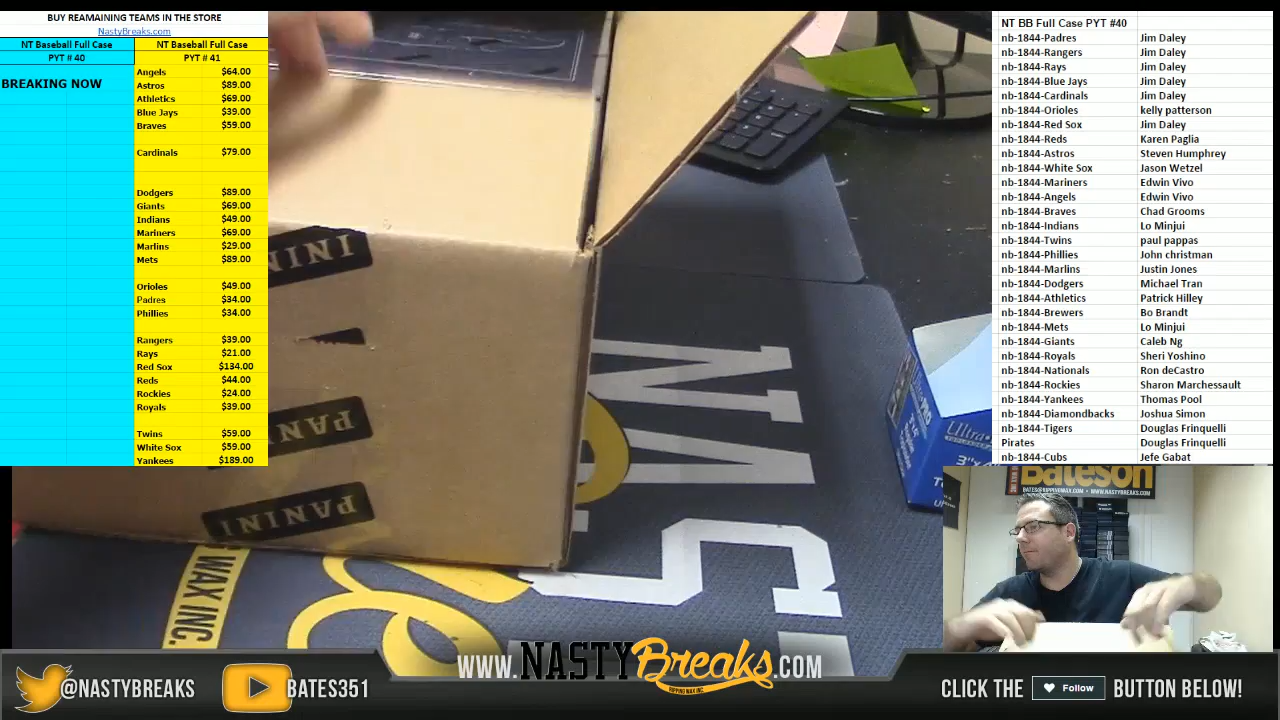 BUY REAMAINING TEAMS IN THE STORE
NastyBreaks.com
NT Baseball Full Case NT Baseball Full Case
PYT # 40 PYT # 41
BREAKING NOW
Angels $64.00
Astros $89.00
Athletics $69.00
Blue Jays $39.00
Braves $59.00
Cardinals $79.00
Dodgers $89.00
Giants $69.00
Indians $49.00
Mariners $69.00
Marlins $29.00
Mets $89.00
Orioles $49.00
Padres $34.00
Phillies $34.00
Rangers $39.00
Rays $21.00
Red Sox $134.00
Reds $44.00
Rockies $24.00
Royals $39.00
Twins $59.00
White Sox $59.00
Yankees $189.00
NT BB Full Case PYT #40
nb-1844-Padres Jim Daley
nb-1844-Rangers Jim Daley
nb-1844-Rays Jim Daley
nb-1844-Blue Jays Jim Daley
nb-1844-Cardinals Jim Daley
nb-1844-Orioles kelly patterson
nb-1844-Red Sox Jim Daley
nb-1844-Reds Karen Paglia
nb-1844-Astros Steven Humphrey
nb-1844-White Sox Jason Wetzel
nb-1844-Mariners Edwin Vivo
nb-1844-Angels Edwin Vivo
nb-1844-Braves Chad Grooms
nb-1844-Indians Lo Minjui
nb-1844-Twins paul pappas
nb-1844-Phillies John christman
nb-1844-Marlins Justin Jones
nb-1844-Dodgers Michael Tran
nb-1844-Athletics Patrick Hilley
nb-1844-Brewers Bo Brandt
nb-1844-Mets Lo Minjui
nb-1844-Giants Caleb Ng
nb-1844-Royals Sheri Yoshino
nb-1844-Nationals Ron deCastro
nb-1844-Rockies Sharon Marchessault
nb-1844-Yankees Thomas Pool
nb-1844-Diamondbacks Joshua Simon
nb-1844-Tigers Douglas Frinquelli
Pirates Douglas Frinquelli
nb-1844-Cubs Jefe Gabat
PANINI
PANINI
WAX INC.
Ultra
3"
Bateson
BATES@RIPPINGWAX.COM • WWW.NASTYBREAKS.COM
@NASTYBREAKS
BATES351
WWW.NASTYBreaks.COM
RIPPING WAX INC.
CLICK THE Follow BUTTON BELOW!